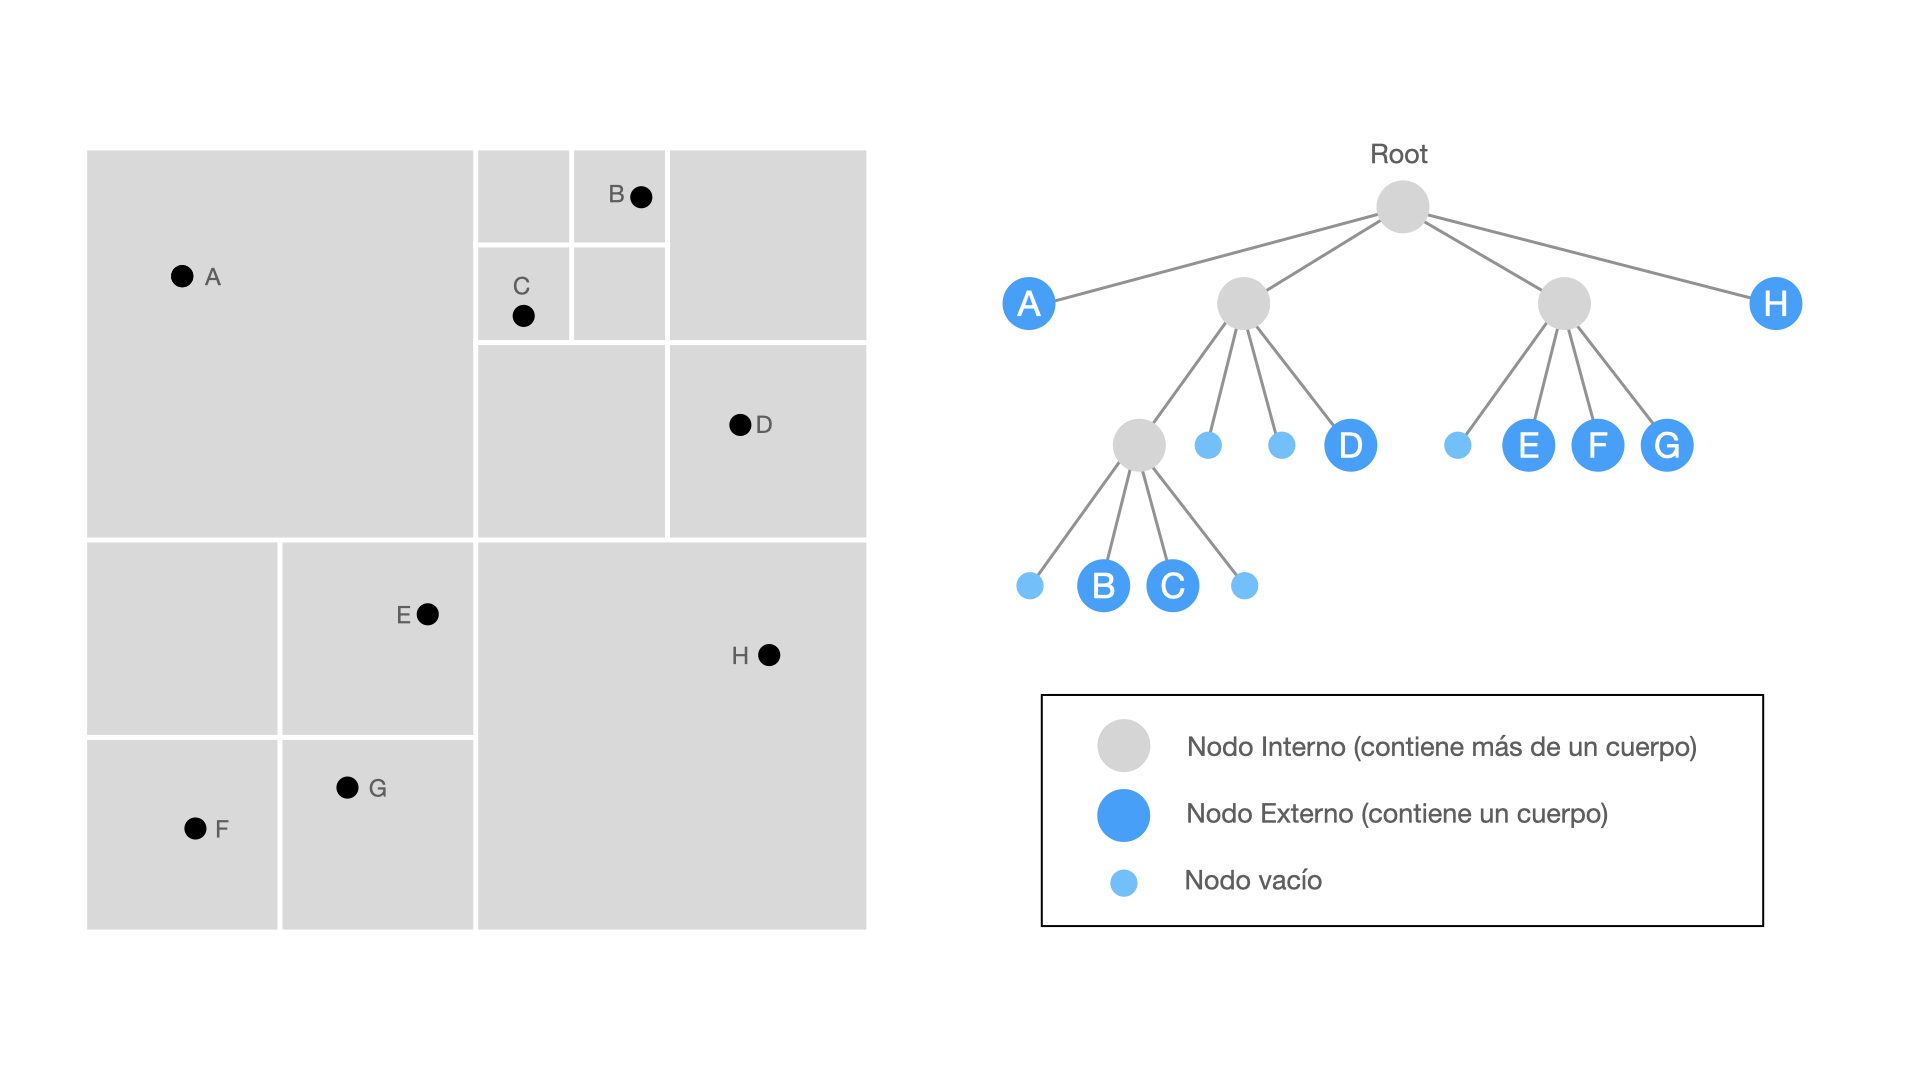 A
B
C
D
E
F
G
H
Root
A
H
D
E
F
G
B
C
Nodo Interno (contiene más de un cuerpo)
Nodo Externo (contiene un cuerpo)
Nodo vacío